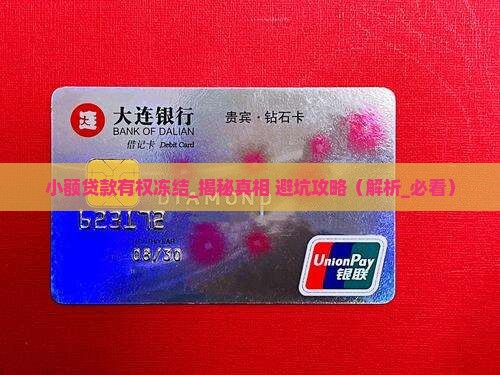 大连银行
BANK OF DALIAN
借记卡 Debit Card
贵宾·钻石卡
小额贷款有权冻结_揭秘真相 避坑攻略（解析_必看）
DIAMOND
623172
08/30
UnionPay
银联